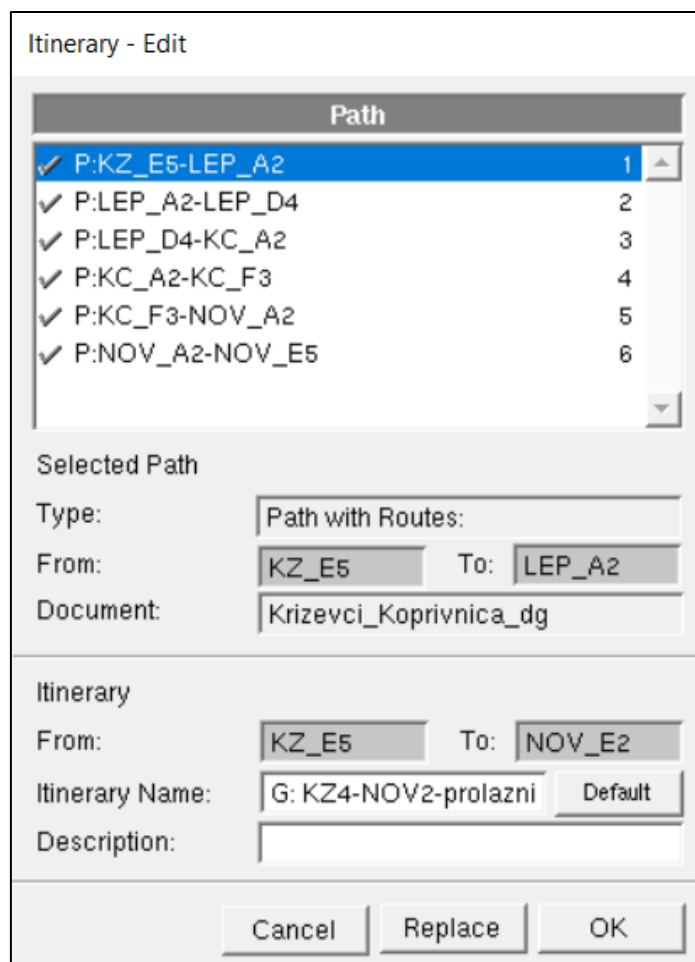 Itinerary - Edit
Path
P:KZ_E5-LEP_A2 1
P:LEP_A2-LEP_D4 2
P:LEP_D4-KC_A2 3
P:KC_A2-KC_F3 4
P:KC_F3-NOV_A2 5
P:NOV_A2-NOV_E5 6
Selected Path
Type: Path with Routes:
From: KZ_E5 To: LEP_A2
Document: Krizevci_Koprivnica_dg
Itinerary
From: KZ_E5 To: NOV_E2
Itinerary Name: G: KZ4-NOV2-prolazni Default
Description:
Cancel Replace OK